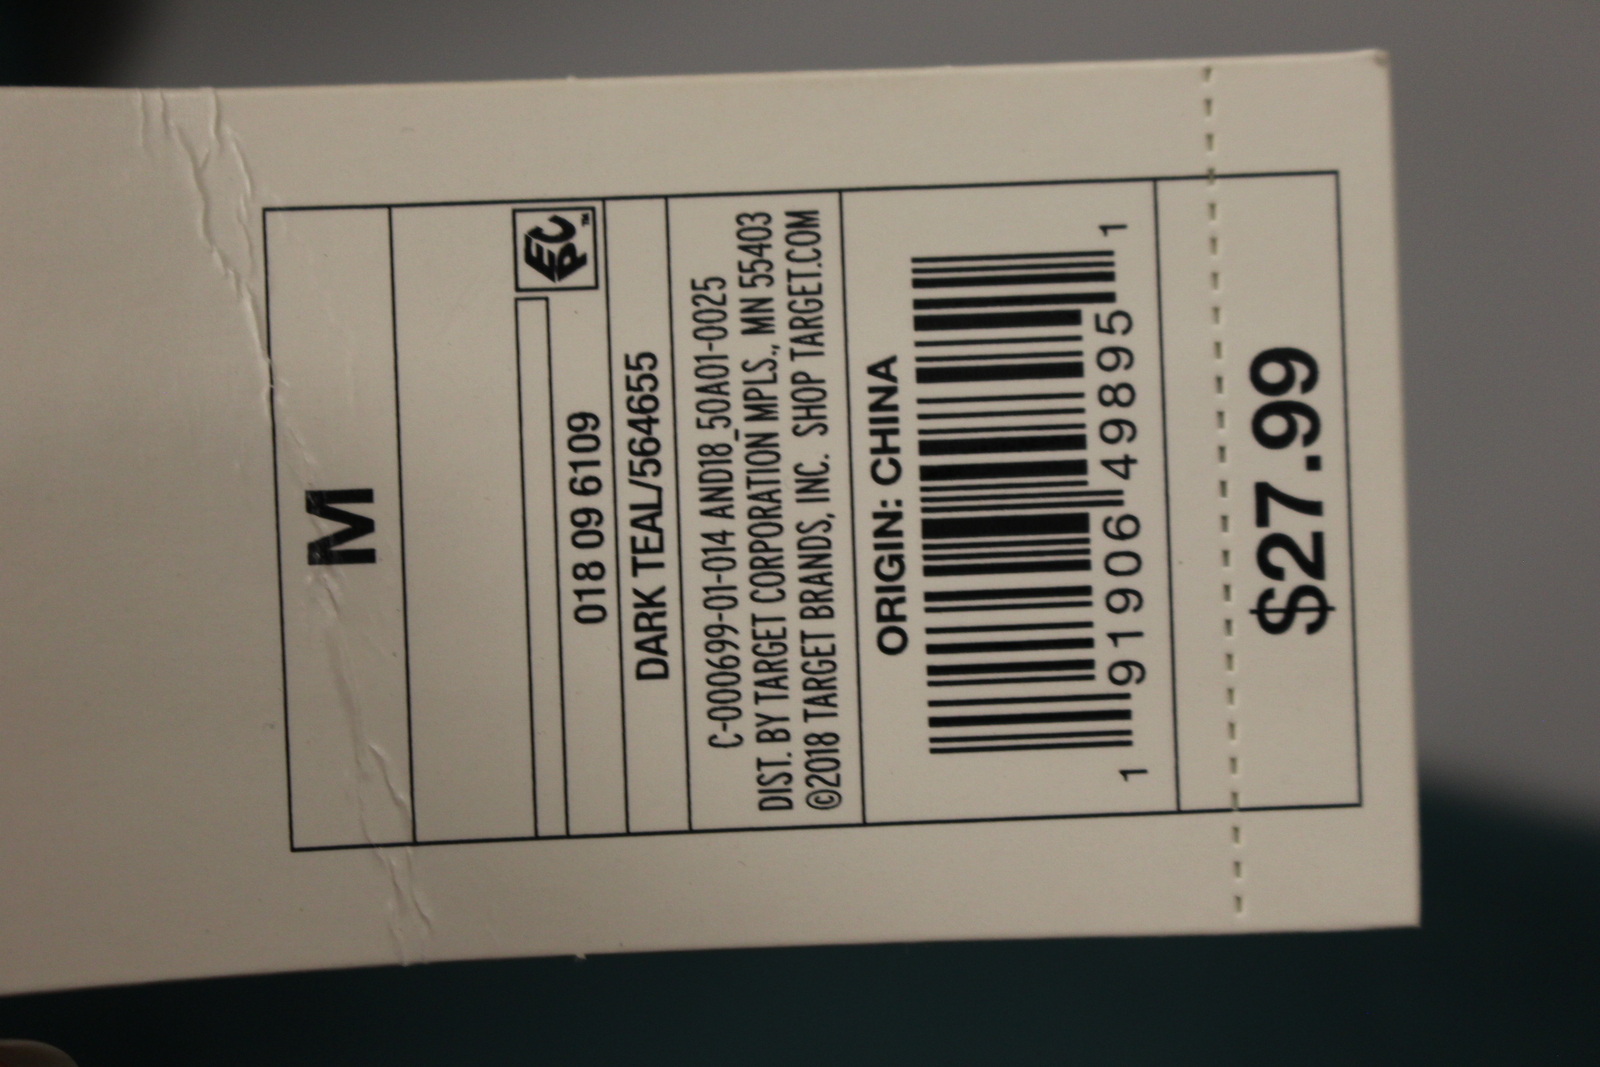 M
EPC™
018 09 6109
DARK TEAL/564655
C-000699-01-014 AND18_50A01-0025
DIST. BY TARGET CORPORATION MPLS., MN 55403
©2018 TARGET BRANDS, INC. SHOP TARGET.COM
ORIGIN: CHINA
1 91906 49895 1
$27.99